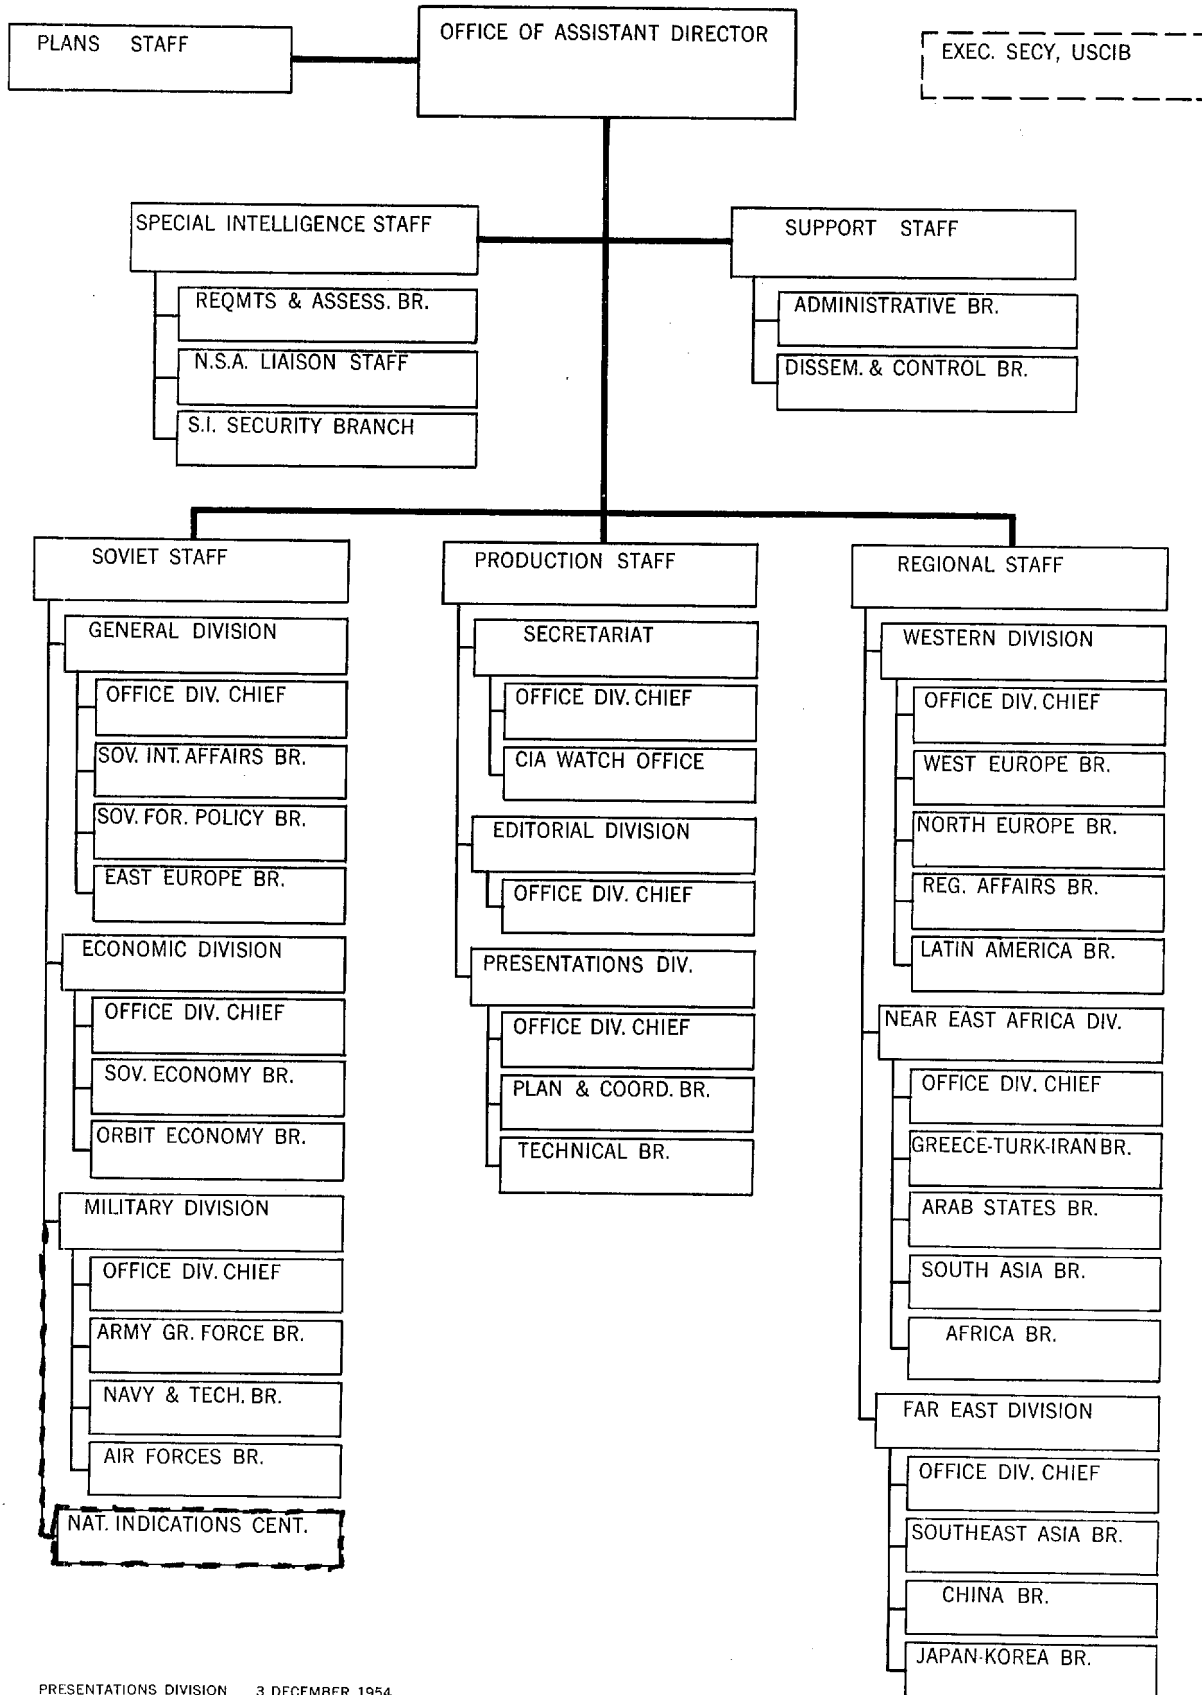 PLANS STAFF
OFFICE OF ASSISTANT DIRECTOR
EXEC. SECY, USCIB
SPECIAL INTELLIGENCE STAFF
REQMTS & ASSESS. BR.
N.S.A. LIAISON STAFF
S.I. SECURITY BRANCH
SUPPORT STAFF
ADMINISTRATIVE BR.
DISSEM. & CONTROL BR.
SOVIET STAFF
GENERAL DIVISION
OFFICE DIV. CHIEF
SOV. INT. AFFAIRS BR.
SOV. FOR. POLICY BR.
EAST EUROPE BR.
ECONOMIC DIVISION
OFFICE DIV. CHIEF
SOV. ECONOMY BR.
ORBIT ECONOMY BR.
MILITARY DIVISION
OFFICE DIV. CHIEF
ARMY GR. FORCE BR.
NAVY & TECH. BR.
AIR FORCES BR.
NAT. INDICATIONS CENT.
PRODUCTION STAFF
SECRETARIAT
OFFICE DIV. CHIEF
CIA WATCH OFFICE
EDITORIAL DIVISION
OFFICE DIV. CHIEF
PRESENTATIONS DIV.
OFFICE DIV. CHIEF
PLAN & COORD. BR.
TECHNICAL BR.
REGIONAL STAFF
WESTERN DIVISION
OFFICE DIV. CHIEF
WEST EUROPE BR.
NORTH EUROPE BR.
REG. AFFAIRS BR.
LATIN AMERICA BR.
NEAR EAST AFRICA DIV.
OFFICE DIV. CHIEF
GREECE-TURK-IRAN BR.
ARAB STATES BR.
SOUTH ASIA BR.
AFRICA BR.
FAR EAST DIVISION
OFFICE DIV. CHIEF
SOUTHEAST ASIA BR.
CHINA BR.
JAPAN-KOREA BR.
PRESENTATIONS DIVISION 3 DECEMBER 1954